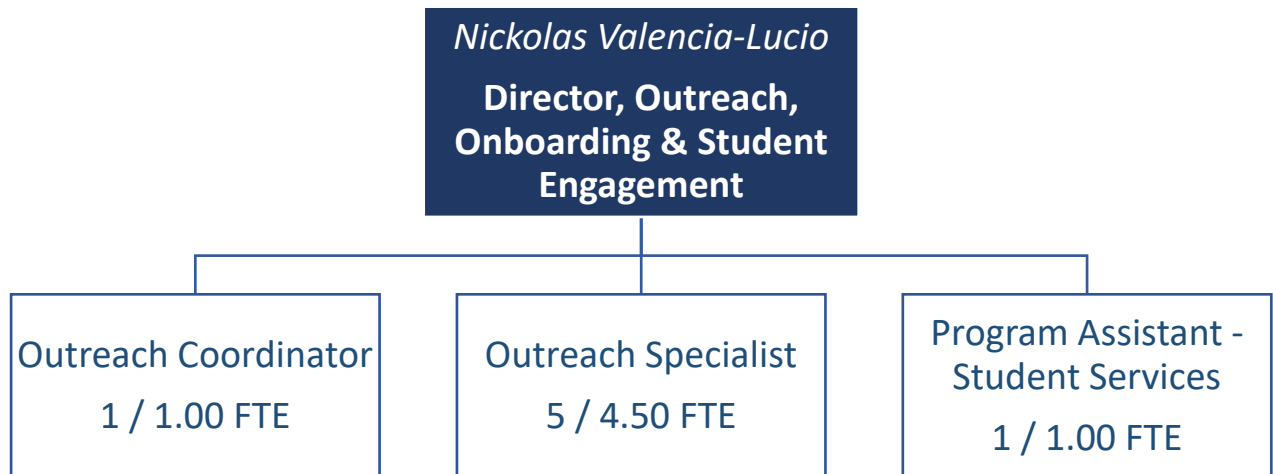 Nickolas Valencia-Lucio
Director, Outreach,
Onboarding & Student
Engagement
Outreach Coordinator
1 / 1.00 FTE
Outreach Specialist
5 / 4.50 FTE
Program Assistant -
Student Services
1 / 1.00 FTE